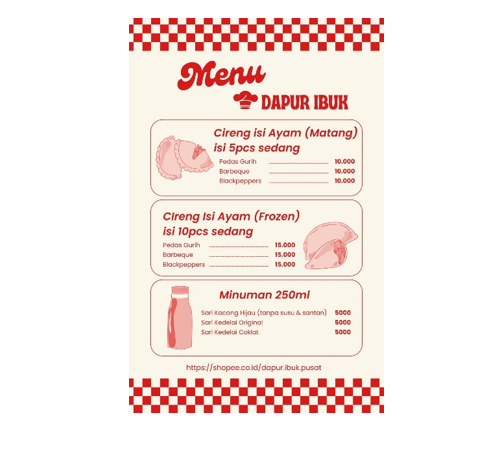 Menu
DAPUR IBUK
Cireng isi Ayam (Matang)
isi 5pcs sedang
Pedas Gurih 10.000
Barbeque 10.000
Blackpeppers 10.000
CIreng Isi Ayam (Frozen)
isi 10pcs sedang
Pedas Gurih 15.000
Barbeque 15.000
Blackpeppers 15.000
Minuman 250ml
Sari Kacang Hijau (tanpa susu & santan) 5000
Sari Kedelai Original 5000
Sari Kedelai Coklat 5000
https://shopee.co.id/dapur.ibuk.pusat